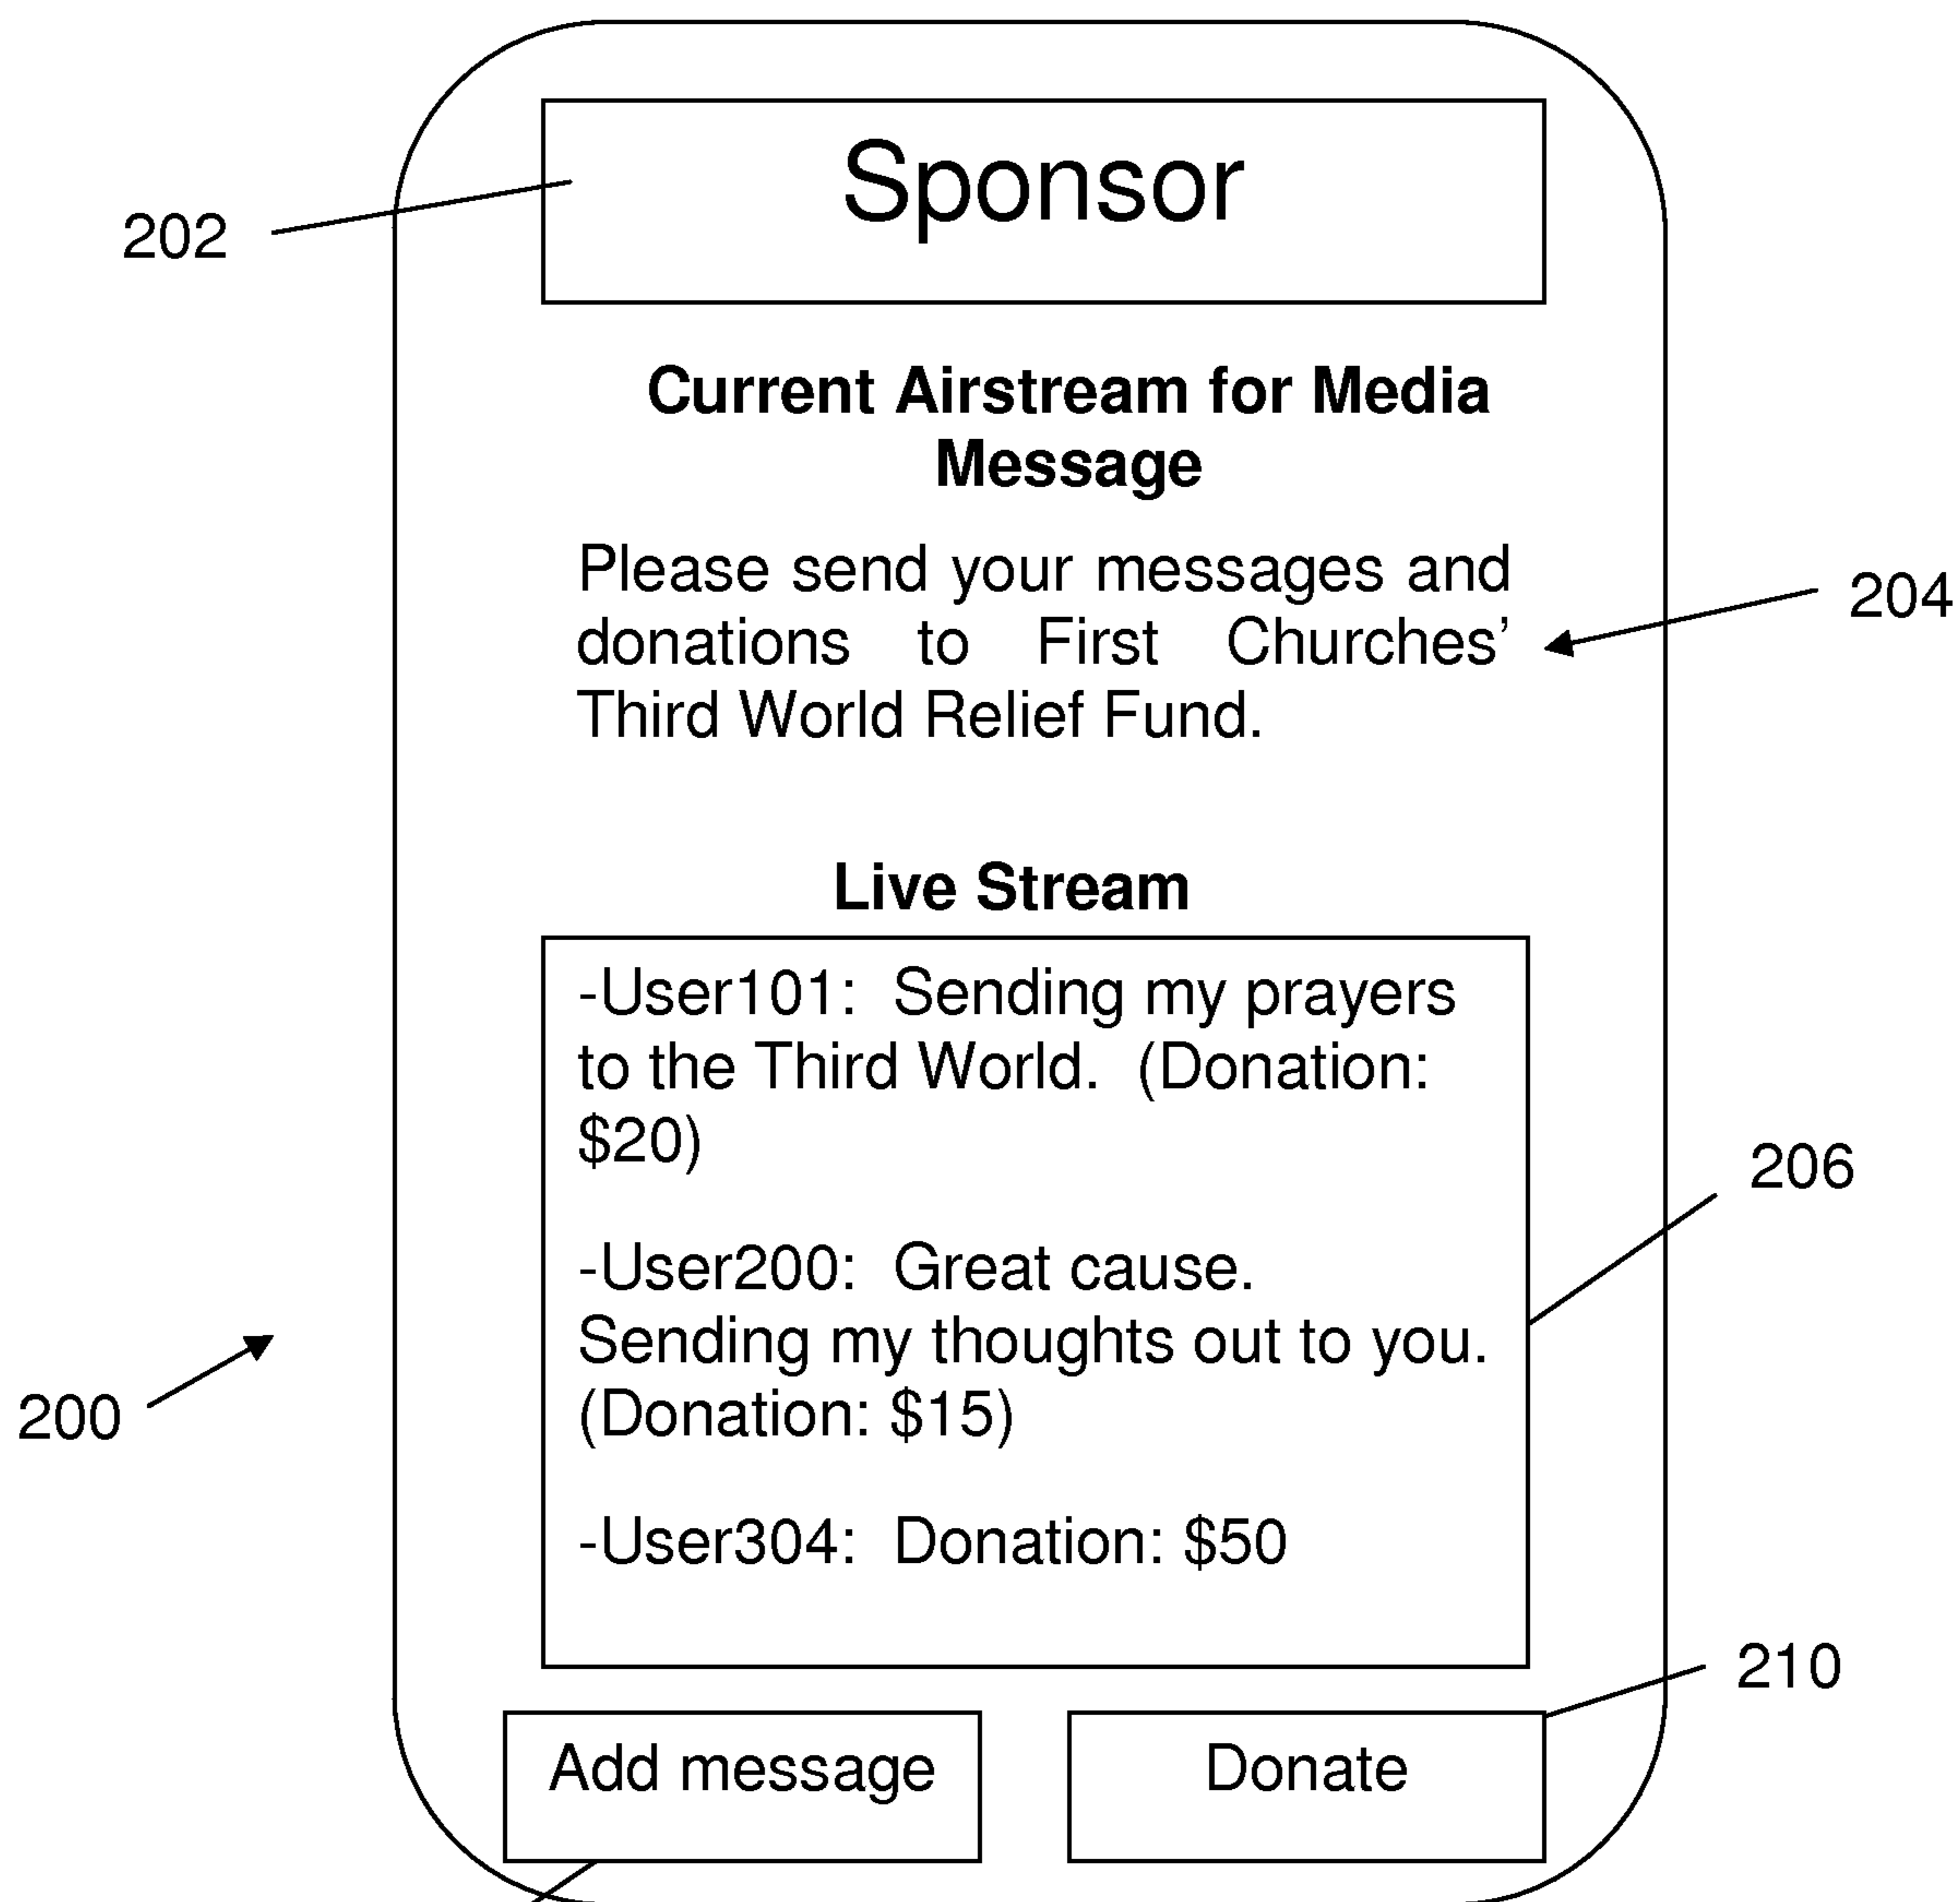 Sponsor
202
Current Airstream for Media
Message
Please send your messages and
donations to First Churches’
Third World Relief Fund.
204
Live Stream
-User101: Sending my prayers
to the Third World. (Donation:
$20)
206
-User200: Great cause.
Sending my thoughts out to you.
(Donation: $15)
200
-User304: Donation: $50
210
Add message
Donate